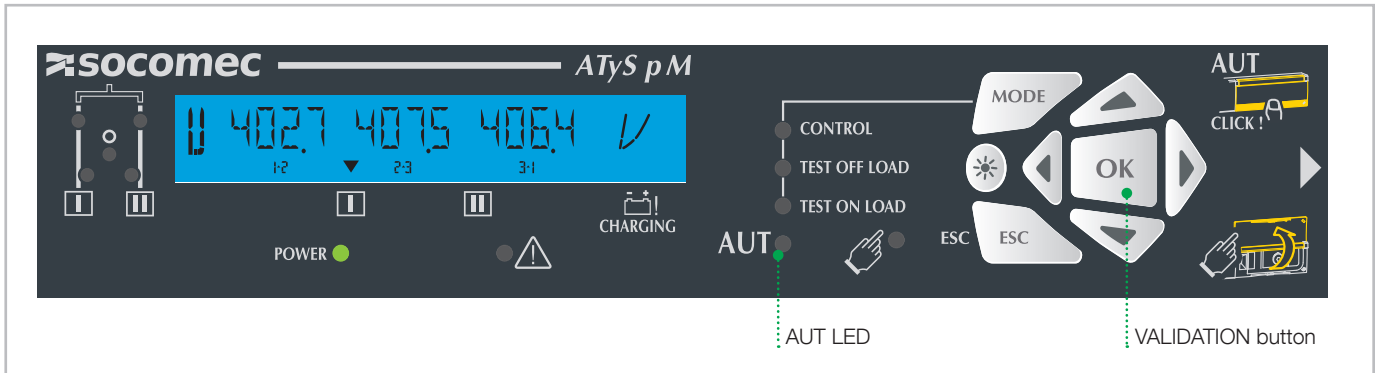 socomec ATyS p M
U 402.7 407.5 406.4 V
1-2 2-3 3-1
I II I II
CHARGING
POWER
CONTROL
TEST OFF LOAD
TEST ON LOAD
AUT
MODE
OK
ESC ESC
AUT
CLICK !
AUT LED
VALIDATION button